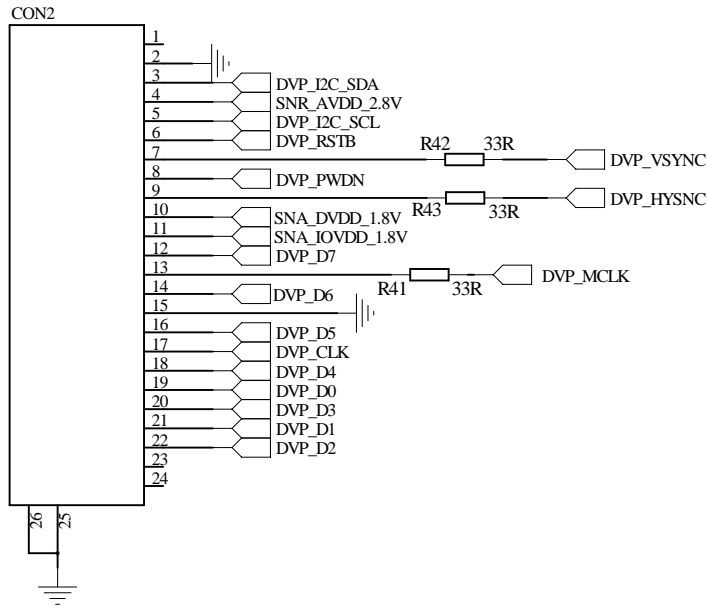 CON2
1
2
3 DVP_I2C_SDA
4 SNR_AVDD_2.8V
5 DVP_I2C_SCL
6 DVP_RSTB
7 R42 33R DVP_VSYNC
8 DVP_PWDN
9 R43 33R DVP_HYSNC
10 SNA_DVDD_1.8V
11 SNA_IOVDD_1.8V
12 DVP_D7
13 R41 33R DVP_MCLK
14 DVP_D6
15
16 DVP_D5
17 DVP_CLK
18 DVP_D4
19 DVP_D0
20 DVP_D3
21 DVP_D1
22 DVP_D2
23
24
26 25